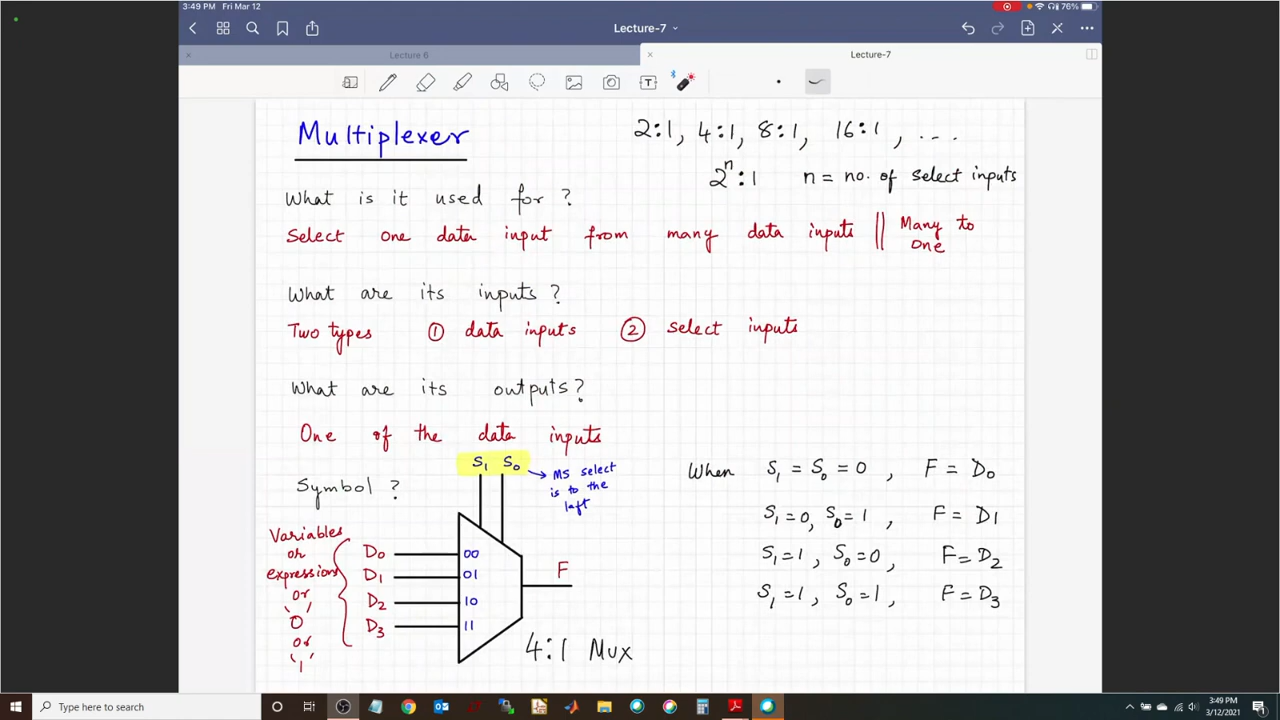 3:49 PM Fri Mar 12
76%
Lecture-7
Lecture 6
Lecture-7
Multiplexer
2:1, 4:1, 8:1, 16:1, ...
2ⁿ:1 n = no. of select inputs
What is it used for?
Select one data input from many data inputs || Many to One
What are its inputs?
Two types ① data inputs ② select inputs
What are its outputs?
One of the data inputs
Symbol?
S₁ S₀
MS select
is to the
left
Variables
or
expression
or
'0'
or
'1'
D₀ 00
D₁ 01
D₂ 10
D₃ 11
F
4:1 Mux
When S₁ = S₀ = 0, F = D₀
S₁=0, S₀=1, F = D1
S₁=1, S₀=0, F=D₂
S₁=1, S₀=1, F=D₃
Type here to search
3:49 PM
3/12/2021